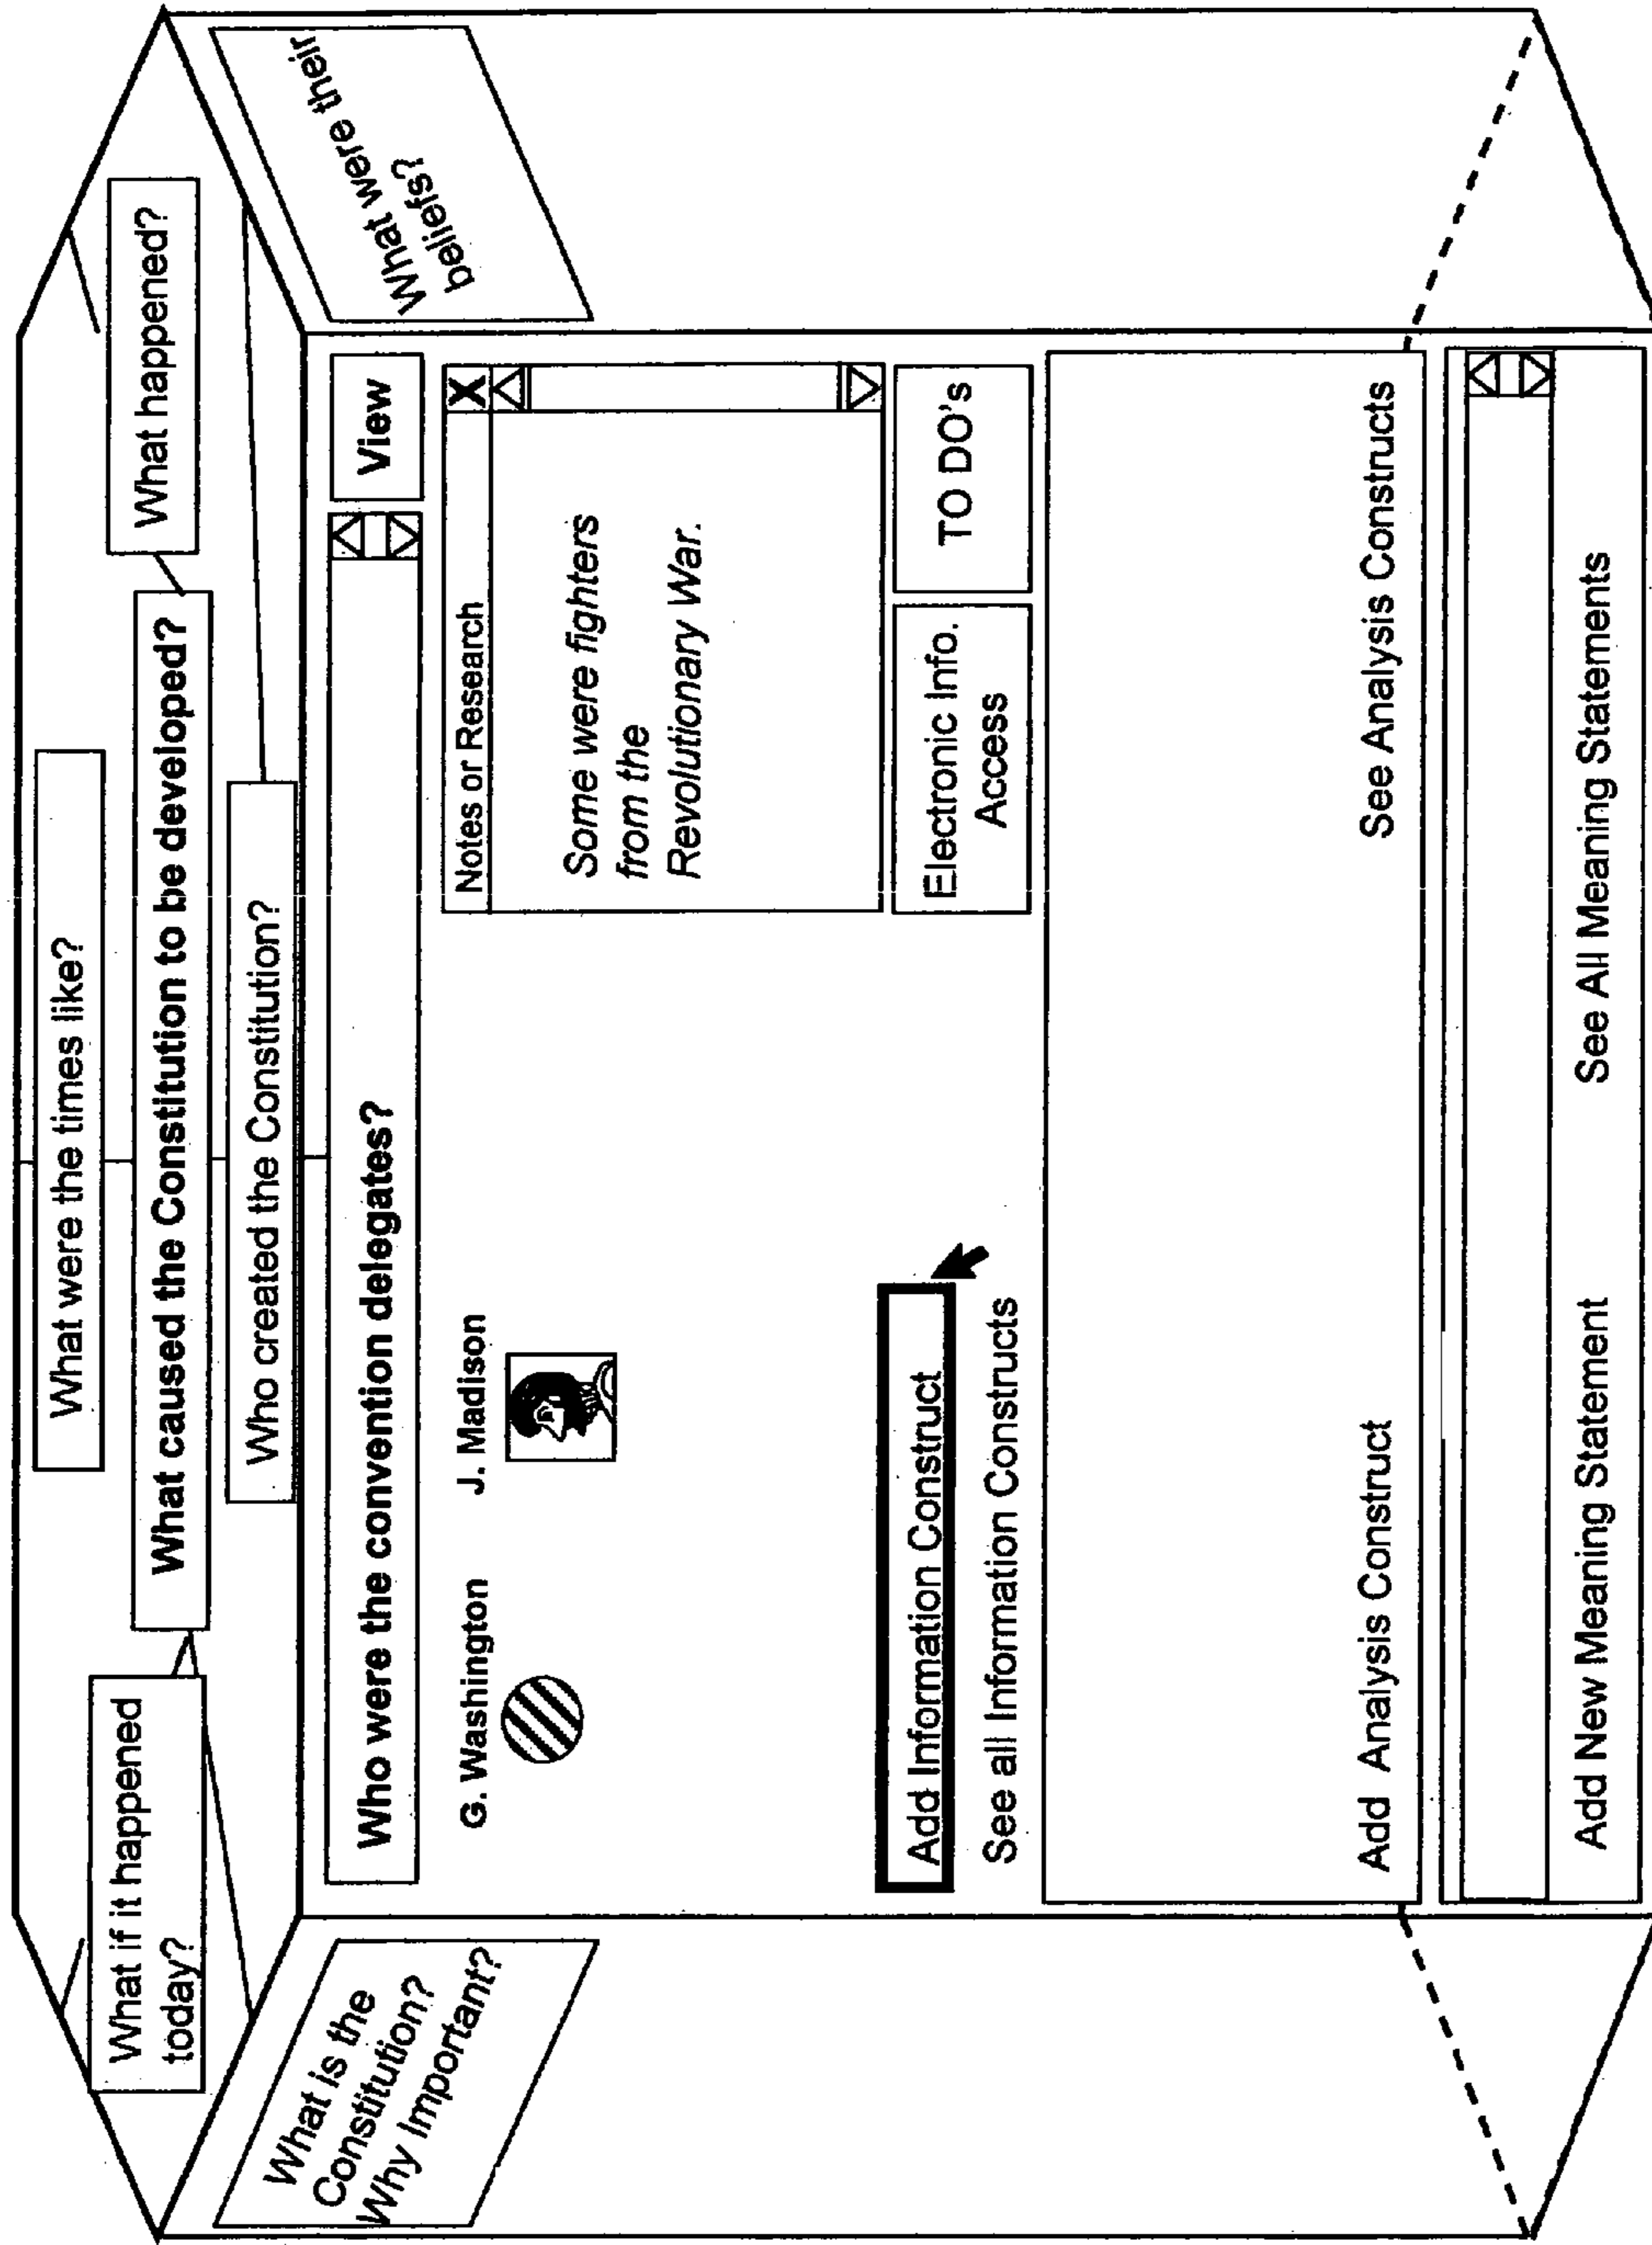 What were the times like?
What if it happened
today?
What caused the Constitution to be developed?
What happened?
Who created the Constitution?
What is the
Constitution?
Why Important?
Who were the convention delegates?
View
What were their
beliefs?
G. Washington
J. Madison
Notes or Research
X
Some were fighters
from the
Revolutionary War.
Add Information Construct
See all Information Constructs
Electronic Info.
Access
TO DO's
Add Analysis Construct
See Analysis Constructs
Add New Meaning Statement
See All Meaning Statements